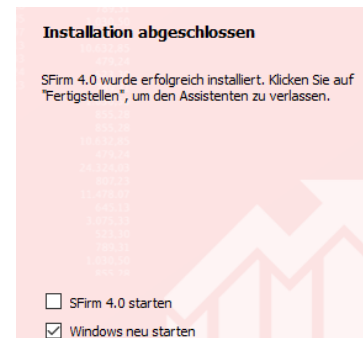 Installation abgeschlossen
SFirm 4.0 wurde erfolgreich installiert. Klicken Sie auf
"Fertigstellen", um den Assistenten zu verlassen.
SFirm 4.0 starten
Windows neu starten